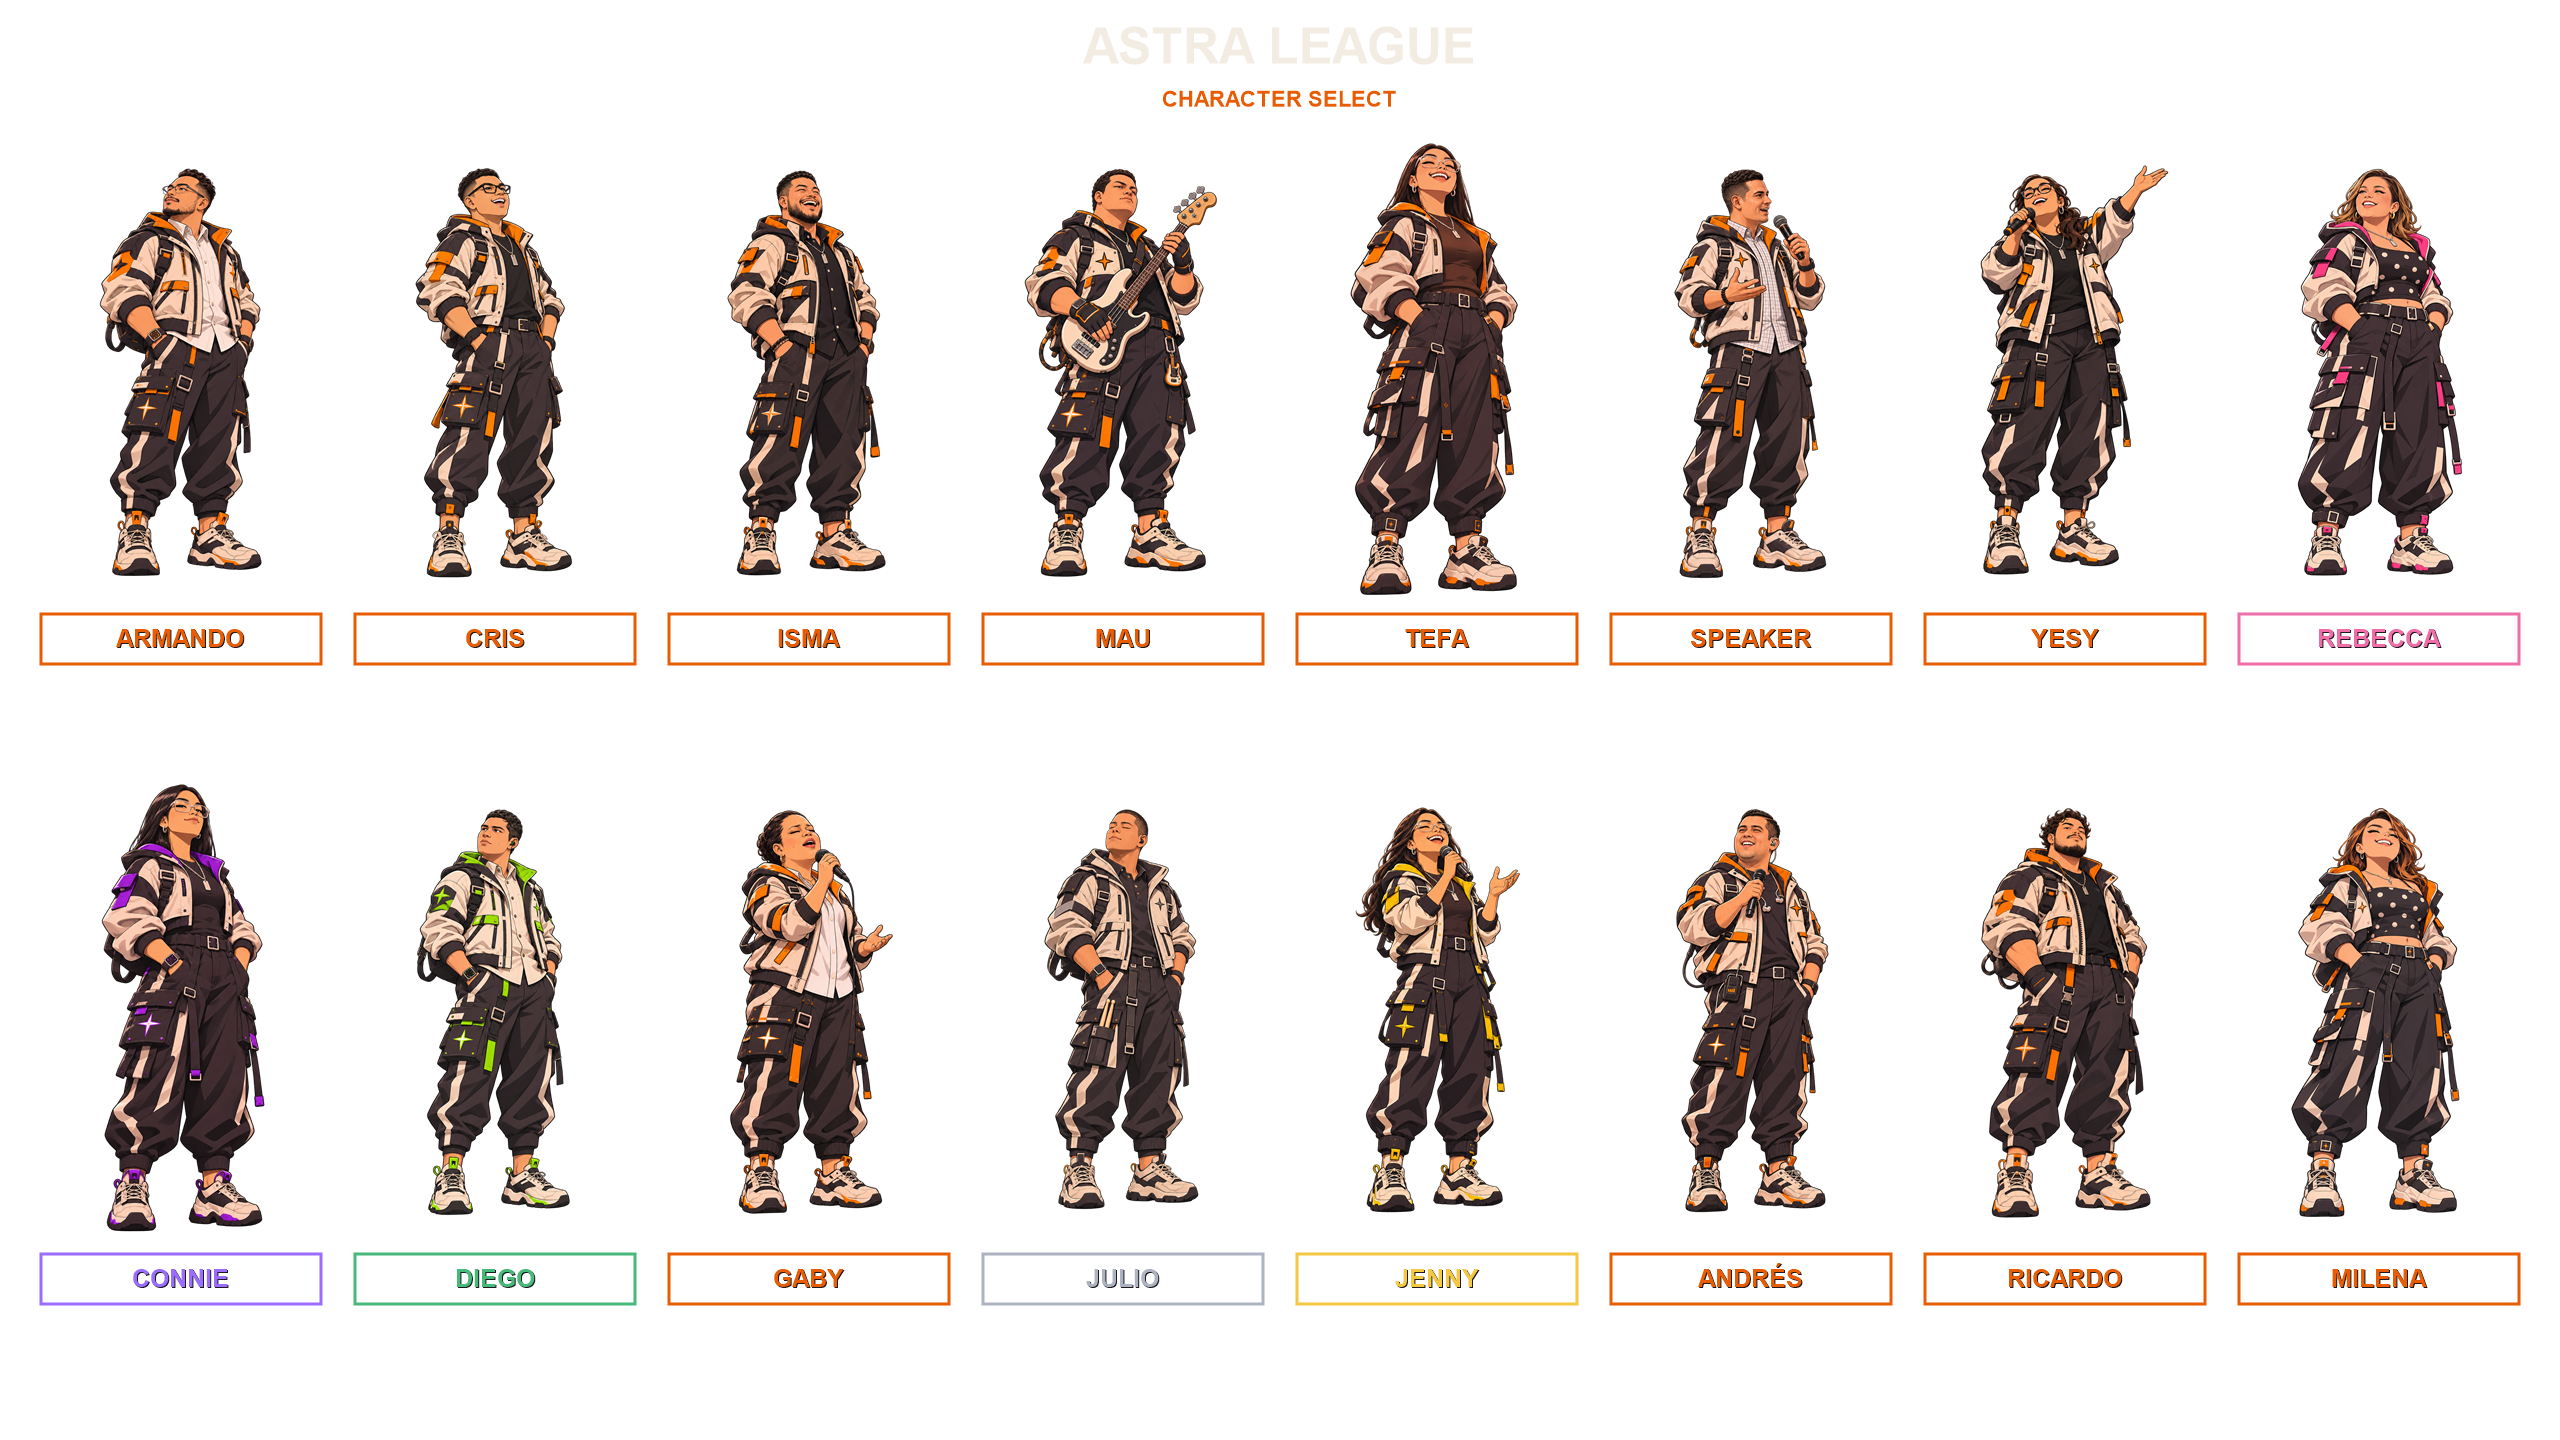 ASTRA LEAGUE
CHARACTER SELECT
ARMANDO
CRIS
ISMA
MAU
TEFA
SPEAKER
YESY
REBECCA
CONNIE
DIEGO
GABY
JULIO
JENNY
ANDRÉS
RICARDO
MILENA